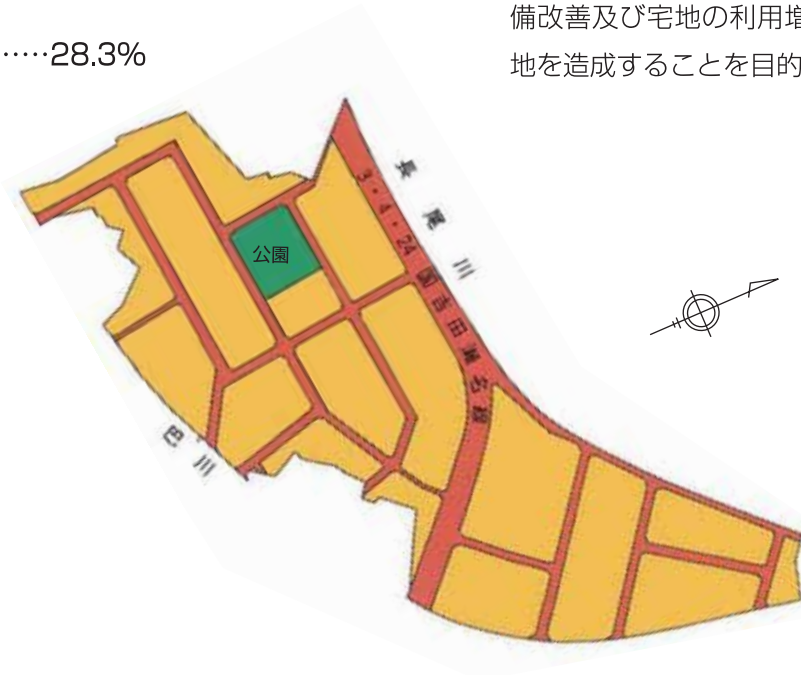 ‥‥28.3%
備改善及び宅地の利用増
地を造成することを目的
長尾川
3・4・24 国吉田瀬名線
公園
巴川